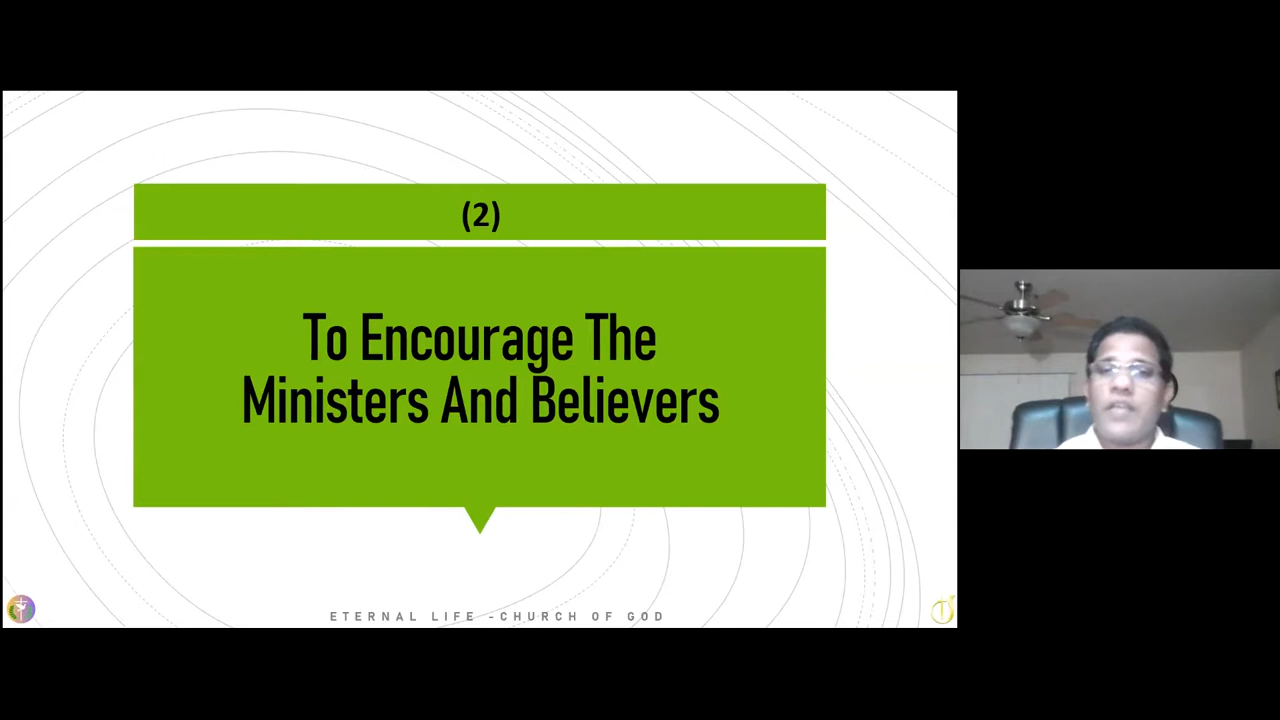 (2)
To Encourage The
Ministers And Believers
ETERNAL LIFE -CHURCH OF GOD